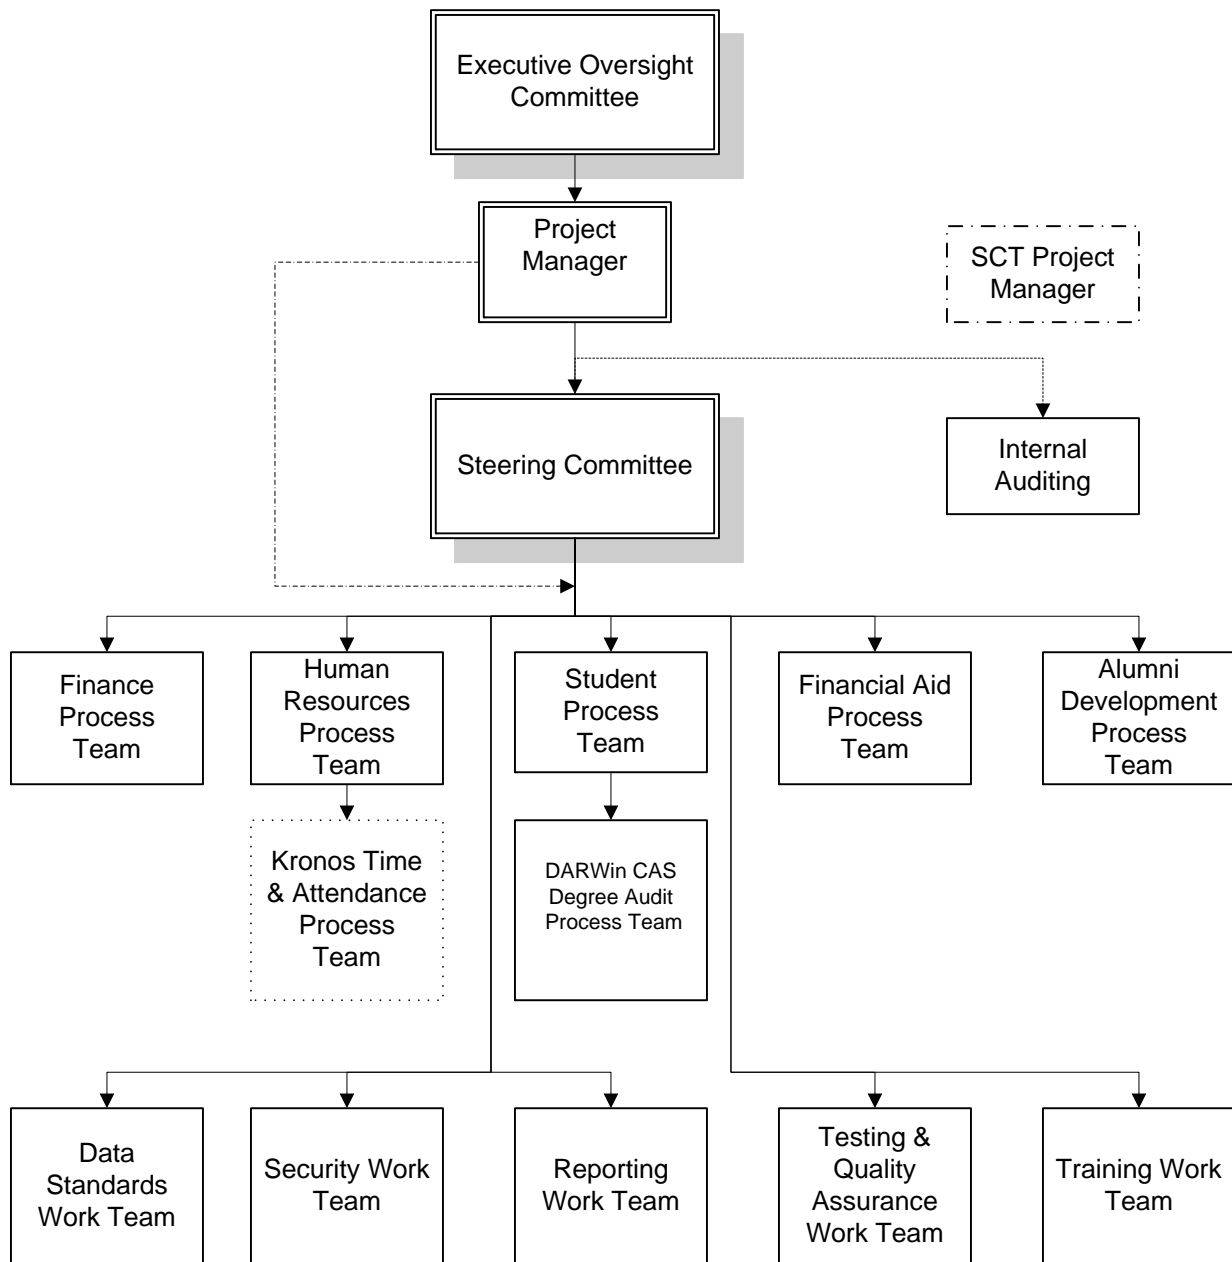 Executive Oversight
Committee
Project
Manager
SCT Project
Manager
Steering Committee
Internal
Auditing
Finance
Process
Team
Human
Resources
Process
Team
Student
Process
Team
Financial Aid
Process
Team
Alumni
Development
Process
Team
Kronos Time
& Attendance
Process
Team
DARWin CAS
Degree Audit
Process Team
Data
Standards
Work Team
Security Work
Team
Reporting
Work Team
Testing &
Quality
Assurance
Work Team
Training Work
Team